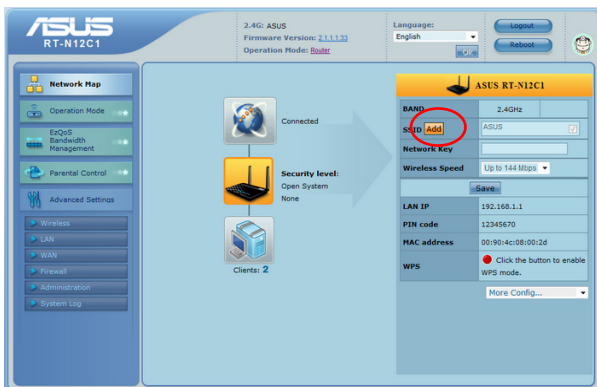 ASUS
RT-N12C1
2.4G: ASUS
Firmware Version: 2.1.1.1.33
Operation Mode: Router
Language:
English
OK
Logout
Reboot
Network Map
Operation Mode
EzQoS
Bandwidth
Management
Parental Control
Advanced Settings
Wireless
LAN
WAN
Firewall
Administration
System Log
Connected
Security level:
Open System
None
Clients: 2
ASUS RT-N12C1
BAND 2.4GHz
SSID Add ASUS
Network Key
Wireless Speed Up to 144 Mbps
Save
LAN IP 192.168.1.1
PIN code 12345670
MAC address 00:90:4c:08:00:2d
WPS Click the button to enable
WPS mode.
More Config...